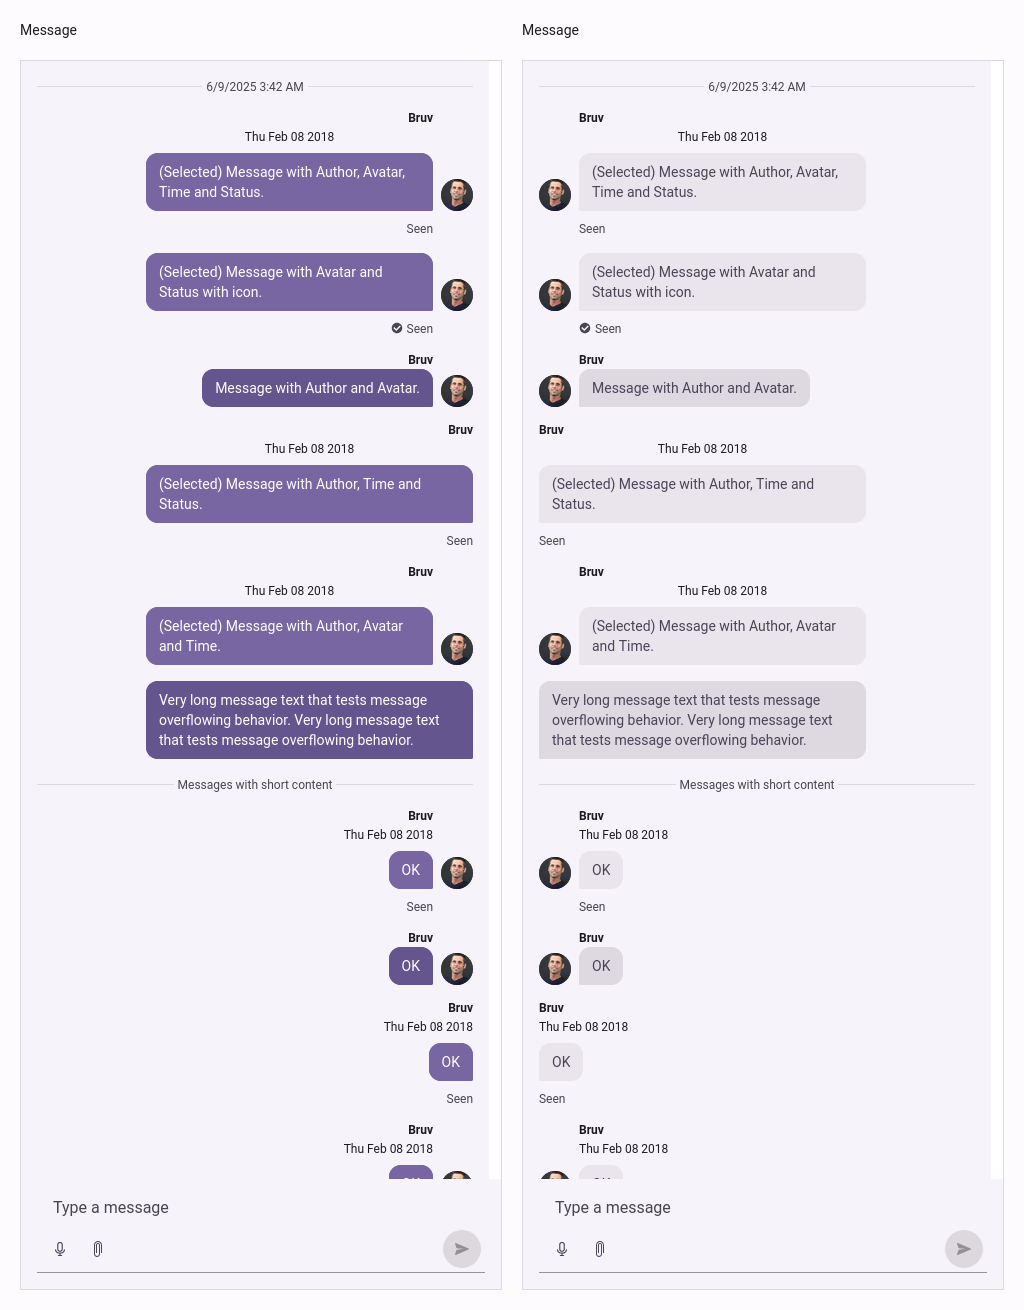 Message
6/9/2025 3:42 AM
Bruv
Thu Feb 08 2018
(Selected) Message with Author, Avatar,
Time and Status.
Seen
(Selected) Message with Avatar and
Status with icon.
Seen
Bruv
Message with Author and Avatar.
Bruv
Thu Feb 08 2018
(Selected) Message with Author, Time and
Status.
Seen
Bruv
Thu Feb 08 2018
(Selected) Message with Author, Avatar
and Time.
Very long message text that tests message
overflowing behavior. Very long message text
that tests message overflowing behavior.
Messages with short content
Bruv
Thu Feb 08 2018
OK
Seen
Bruv
OK
Bruv
Thu Feb 08 2018
OK
Seen
Bruv
Thu Feb 08 2018
Type a message
Message
6/9/2025 3:42 AM
Bruv
Thu Feb 08 2018
(Selected) Message with Author, Avatar,
Time and Status.
Seen
(Selected) Message with Avatar and
Status with icon.
Seen
Bruv
Message with Author and Avatar.
Bruv
Thu Feb 08 2018
(Selected) Message with Author, Time and
Status.
Seen
Bruv
Thu Feb 08 2018
(Selected) Message with Author, Avatar
and Time.
Very long message text that tests message
overflowing behavior. Very long message text
that tests message overflowing behavior.
Messages with short content
Bruv
Thu Feb 08 2018
OK
Seen
Bruv
OK
Bruv
Thu Feb 08 2018
OK
Seen
Bruv
Thu Feb 08 2018
Type a message